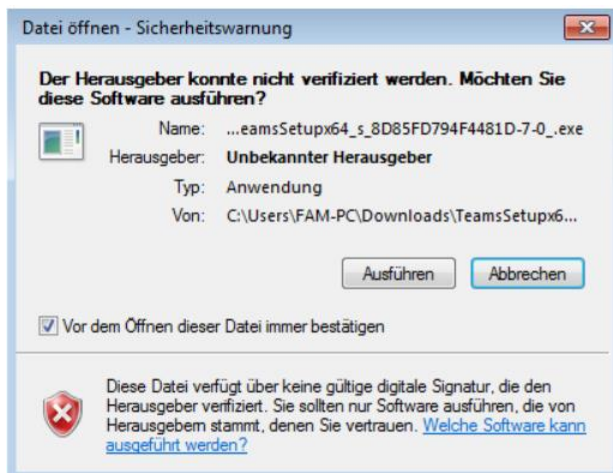 Datei öffnen - Sicherheitswarnung
Der Herausgeber konnte nicht verifiziert werden. Möchten Sie
diese Software ausführen?
Name: ...eamsSetupx64_s_8D85FD794F4481D-7-0_.exe
Herausgeber: Unbekannter Herausgeber
Typ: Anwendung
Von: C:\Users\FAM-PC\Downloads\TeamsSetupx6...
Ausführen Abbrechen
Vor dem Öffnen dieser Datei immer bestätigen
Diese Datei verfügt über keine gültige digitale Signatur, die den
Herausgeber verifiziert. Sie sollten nur Software ausführen, die von
Herausgebern stammt, denen Sie vertrauen. Welche Software kann
ausgeführt werden?